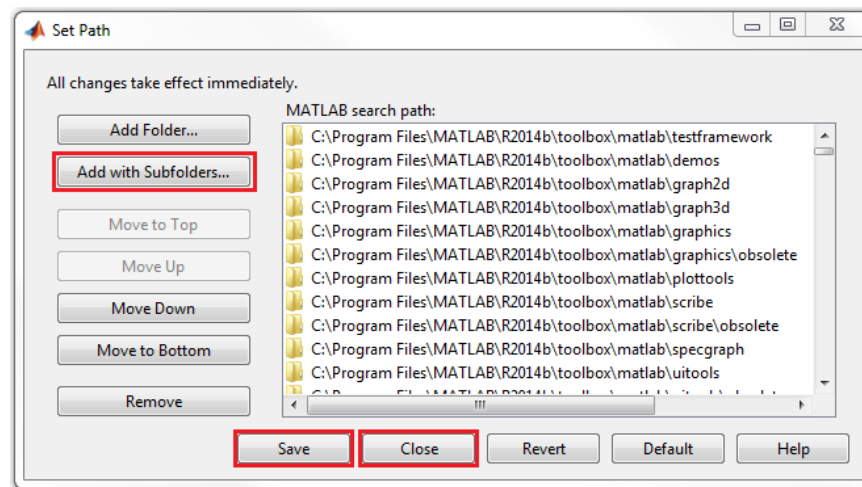 Set Path
All changes take effect immediately.
MATLAB search path:
Add Folder...
Add with Subfolders...
Move to Top
Move Up
Move Down
Move to Bottom
Remove
C:\Program Files\MATLAB\R2014b\toolbox\matlab\testframework
C:\Program Files\MATLAB\R2014b\toolbox\matlab\demos
C:\Program Files\MATLAB\R2014b\toolbox\matlab\graph2d
C:\Program Files\MATLAB\R2014b\toolbox\matlab\graph3d
C:\Program Files\MATLAB\R2014b\toolbox\matlab\graphics
C:\Program Files\MATLAB\R2014b\toolbox\matlab\graphics\obsolete
C:\Program Files\MATLAB\R2014b\toolbox\matlab\plottools
C:\Program Files\MATLAB\R2014b\toolbox\matlab\scribe
C:\Program Files\MATLAB\R2014b\toolbox\matlab\scribe\obsolete
C:\Program Files\MATLAB\R2014b\toolbox\matlab\specgraph
C:\Program Files\MATLAB\R2014b\toolbox\matlab\uitools
Save
Close
Revert
Default
Help